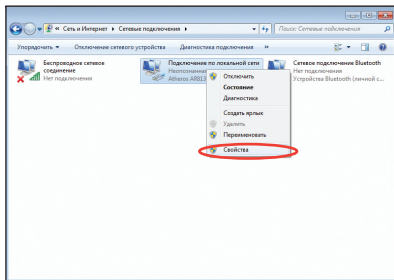 « Сеть и Интернет ▸ Сетевые подключения ▸
Поиск: Сетевые подключения
Упорядочить ▾ Отключение сетевого устройства Диагностика подключения »
Беспроводное сетевое соединение
Нет подключения
Подключение по локальной сети
Неопознанная
Atheros AR813
Сетевое подключение Bluetooth
Нет подключения
Устройства Bluetooth (личной с...
Отключить
Состояние
Диагностика
Создать ярлык
Удалить
Переименовать
Свойства